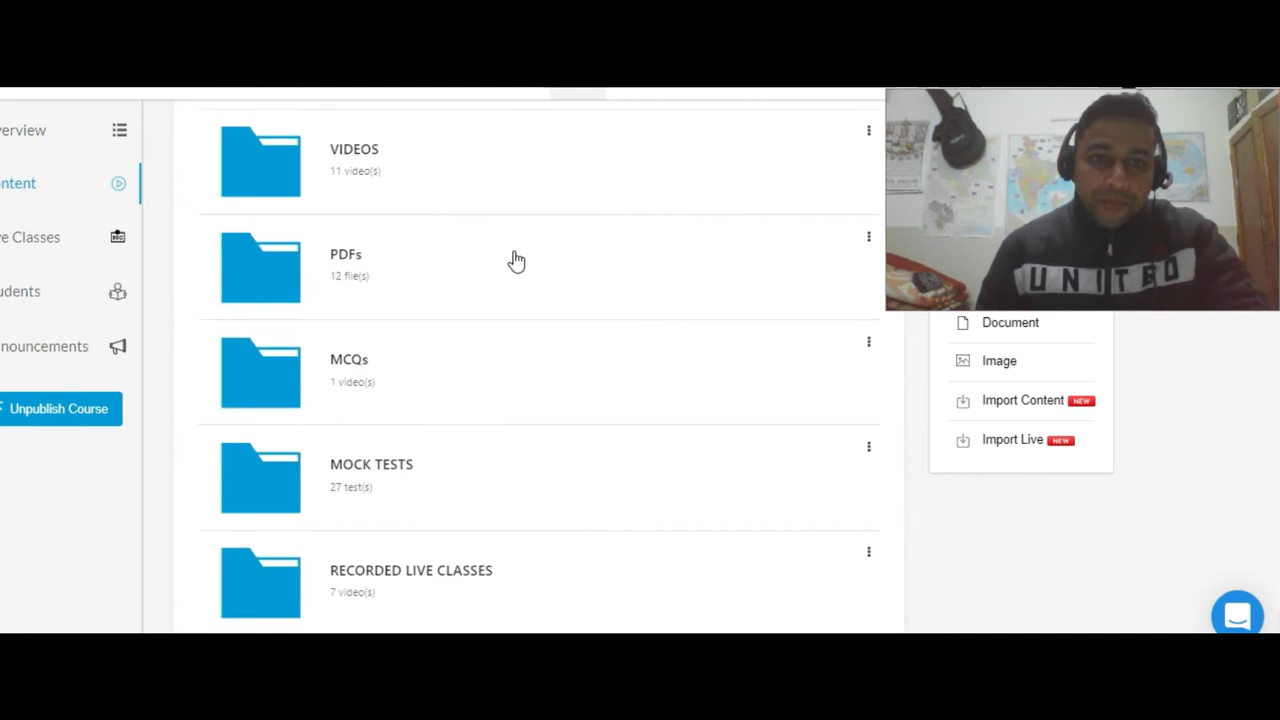 verview
VIDEOS
11 video(s)
ntent
PDFs
12 file(s)
e Classes
udents
nouncements
Unpublish Course
MCQs
1 video(s)
MOCK TESTS
27 test(s)
RECORDED LIVE CLASSES
7 video(s)
UNITED
Document
Image
Import Content NEW
Import Live NEW